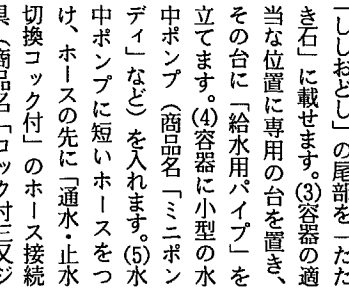 「ししおどし」の尾部を「たた
き石」に載せます。(3)容器の適
当な位置に専用の台を置き、
その台に「給水用パイプ」を
立てます。(4)容器に小型の水
中ポンプ（商品名「ミニポン
ディ」など）を入れます。(5)水
中ポンプに短いホースをつ
け、ホースの先に「通水・止水
切換コック付」のホース接続
具（商品名「コック付三又ジ